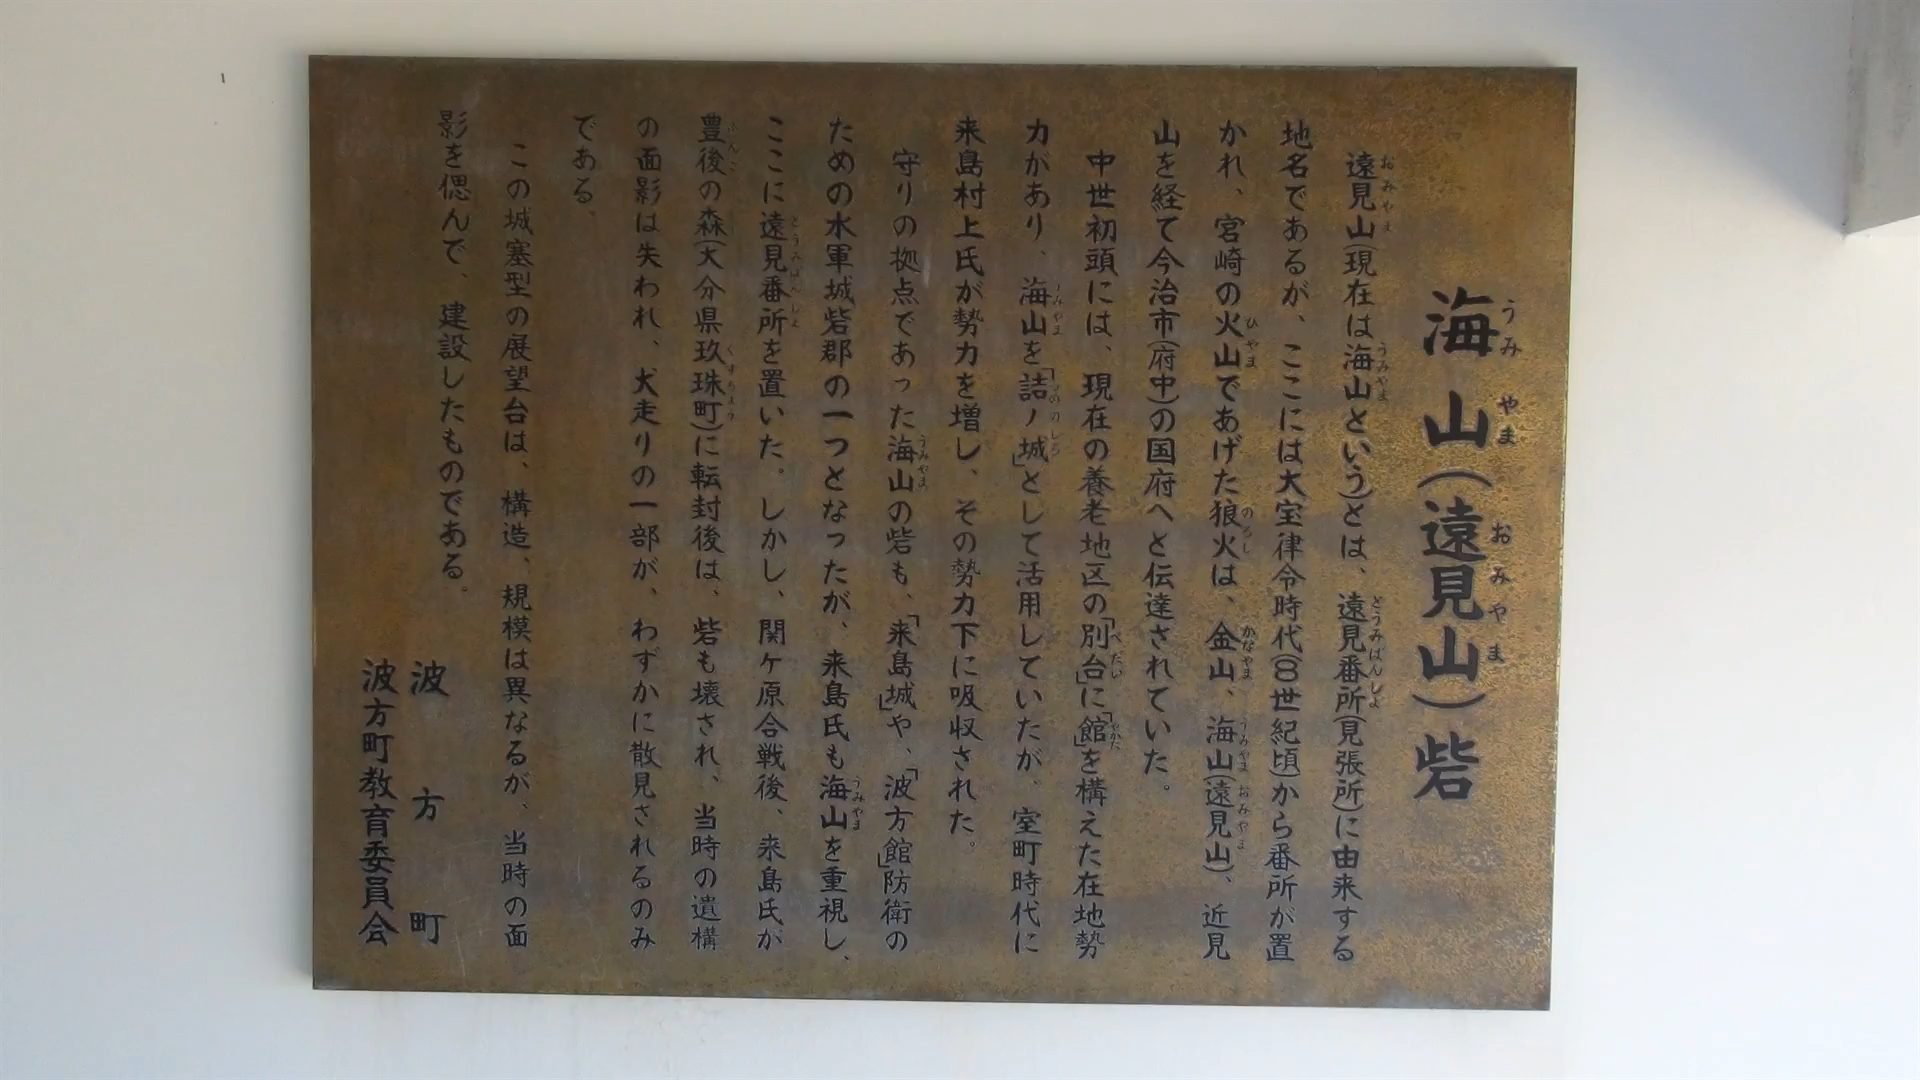 海山(遠見山)砦
遠見山(現在は海山という)とは、遠見番所(見張所)に由来する
地名であるが、ここには大宝律令時代(8世紀頃)から番所が置
かれ、宮崎の火山であげた狼火は、金山、海山(遠見山)、近見
山を経て今治市(府中)の国府へと伝達されていた。
中世初頭には、現在の養老地区の「別台」に「館」を構えた在地勢
力があり、海山を「詰ノ城」として活用していたが、室町時代に
来島村上氏が勢力を増し、その勢力下に吸収された。
守りの拠点であった海山の砦も、「来島城」や、「波方館」防衛の
ための水軍城砦郡の一つとなったが、来島氏も海山を重視し、
ここに遠見番所を置いた。しかし、関ヶ原合戦後、来島氏が
豊後の森(大分県玖珠町)に転封後は、砦も壊され、当時の遺構
の面影は失われ、犬走りの一部が、わずかに散見されるのみ
である。
この城塞型の展望台は、構造、規模は異なるが、当時の面
影を偲んで、建設したものである。
波方町
波方町教育委員会